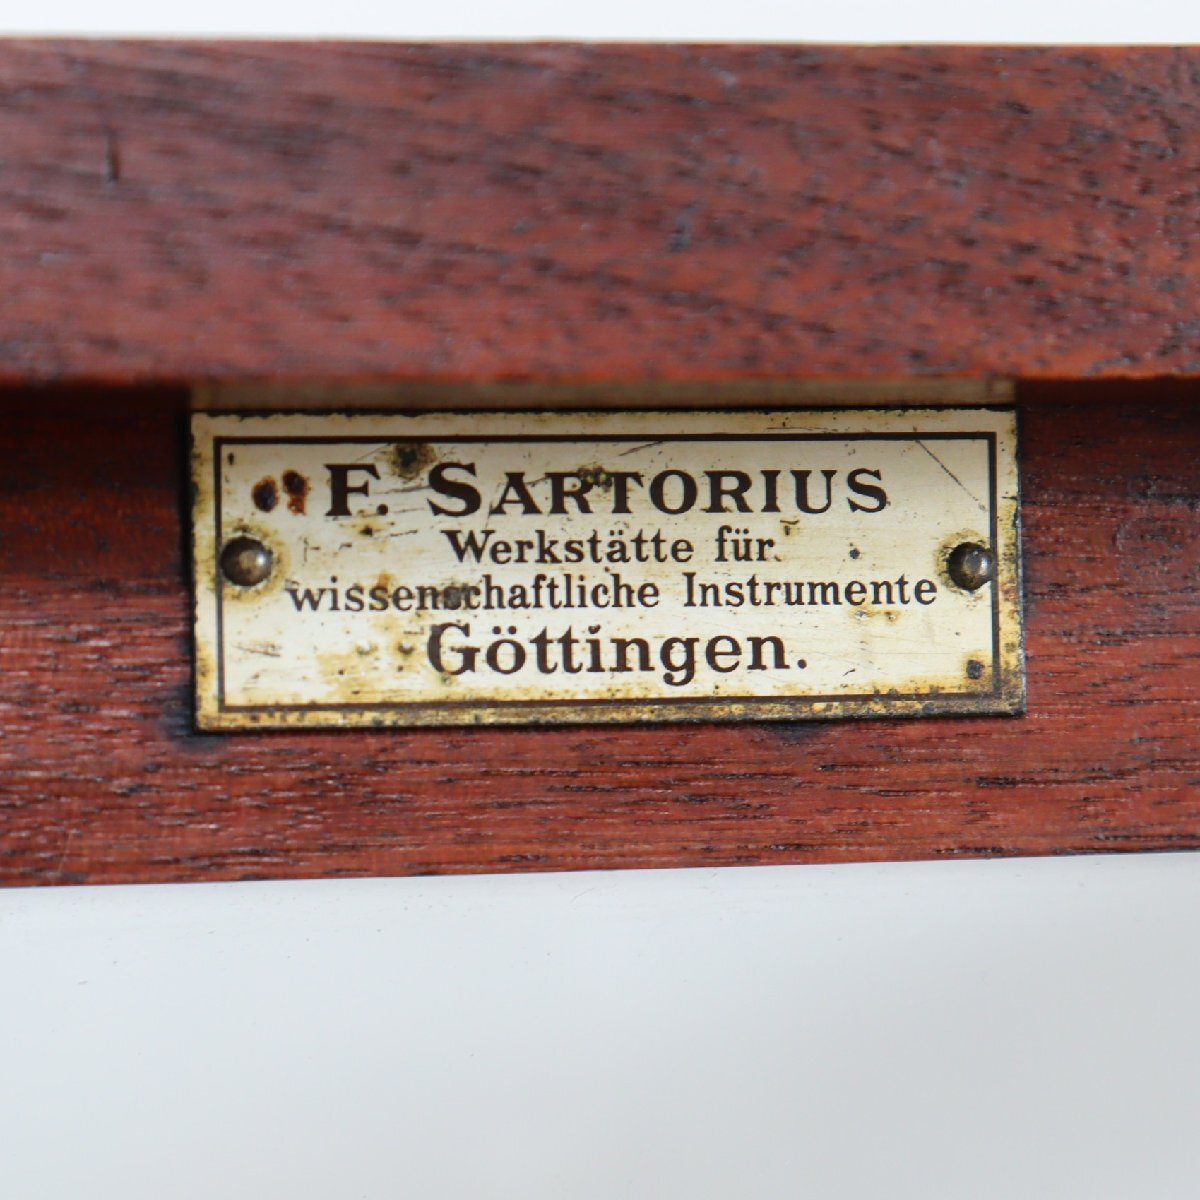 F. SARTORIUS
Werkstätte für
wissenschaftliche Instrumente
Göttingen.